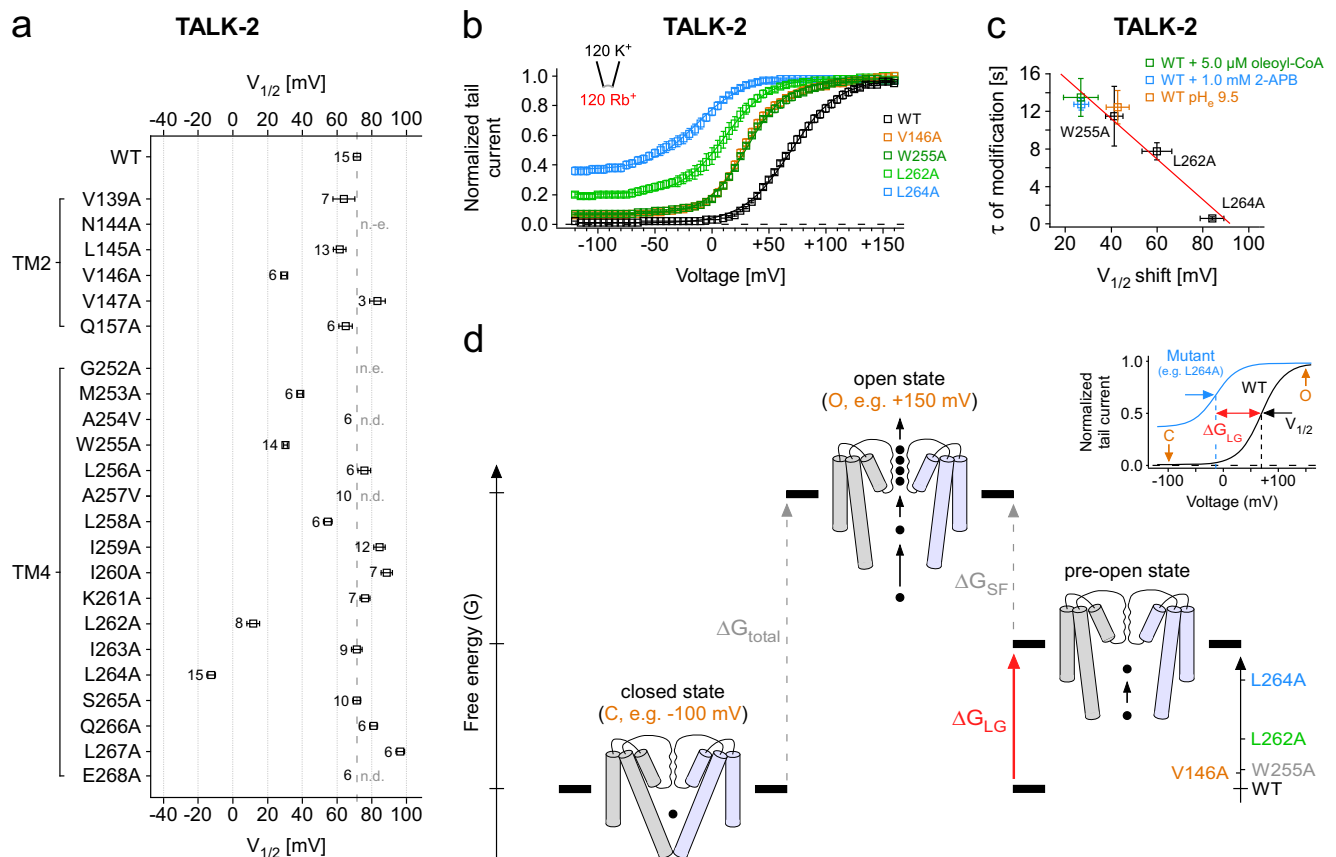 a
TALK-2
V1/2 [mV]
-40 -20 0 20 40 60 80 100
WT 15
TM2
V139A 7
N144A n.-e.
L145A 13
V146A 6
V147A 3
Q157A 6
TM4
G252A n.e.
M253A 6
A254V 6 n.d.
W255A 14
L256A 6
A257V 10 n.d.
L258A 6
I259A 12
I260A 7
K261A 7
L262A 8
I263A 9
L264A 15
S265A 10
Q266A 6
L267A 6
E268A 6 n.d.
-40 -20 0 20 40 60 80 100
V1/2 [mV]
b
TALK-2
120 K+
120 Rb+
Normalized tail
current
1.0
0.8
0.6
0.4
0.2
0.0
WT
V146A
W255A
L262A
L264A
-100 -50 0 +50 +100 +150
Voltage [mV]
c
TALK-2
WT + 5.0 µM oleoyl-CoA
WT + 1.0 mM 2-APB
WT pHe 9.5
τ of modification [s]
16
12
8
4
0
W255A
L262A
L264A
20 40 60 80 100
V1/2 shift [mV]
d
Free energy (G)
closed state
(C, e.g. -100 mV)
ΔGtotal
open state
(O, e.g. +150 mV)
ΔGSF
pre-open state
ΔGLG
L264A
L262A
V146A
W255A
WT
Normalized
tail current
1.0
0.5
0.0
Mutant
(e.g. L264A)
WT
O
C
ΔGLG
V1/2
-100 0 +100
Voltage (mV)